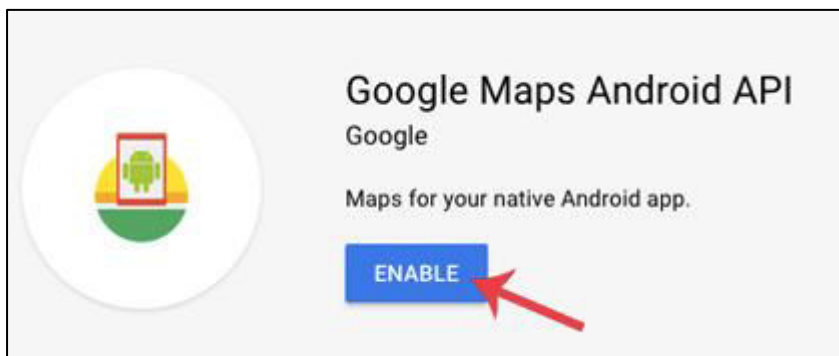 Google Maps Android API
Google
Maps for your native Android app.
ENABLE